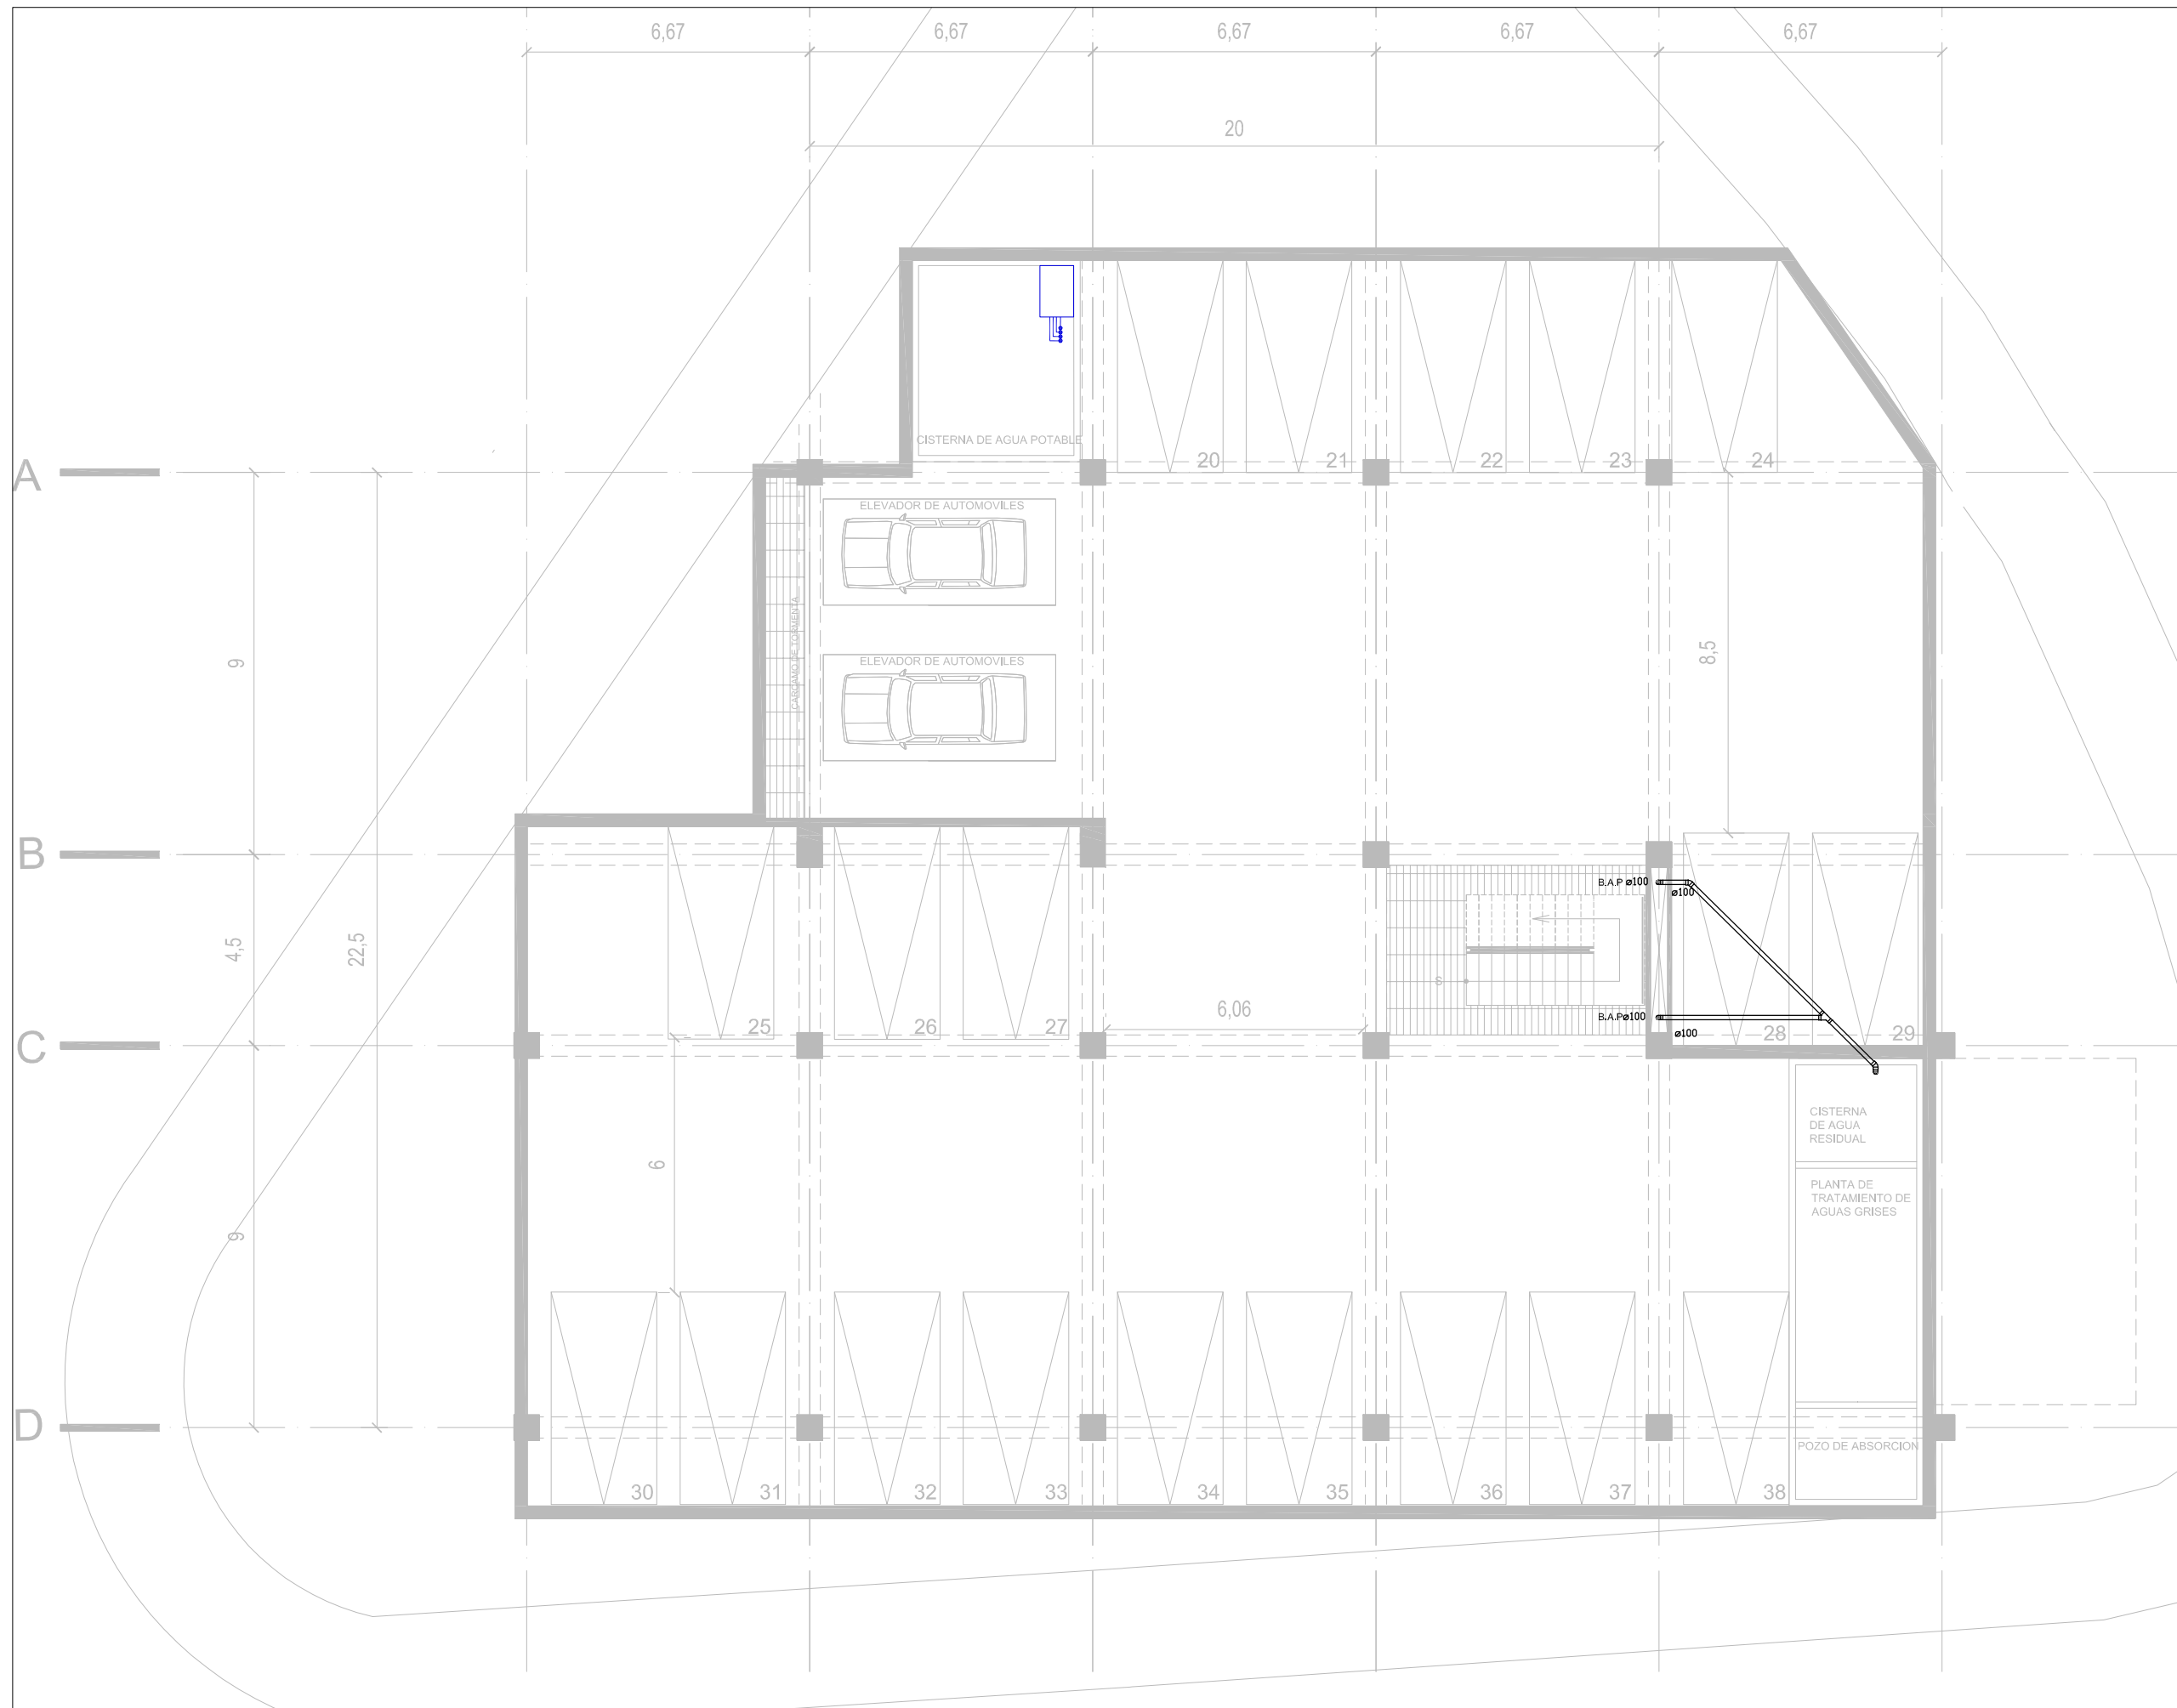 6,67
6,67
6,67
6,67
6,67
20
CISTERNA DE AGUA POTABLE
20
21
22
23
24
A
ELEVADOR DE AUTOMOVILES
CARCAMO DE TORMENTA
9
8,5
ELEVADOR DE AUTOMOVILES
B
B.A.P ø100
ø100
4,5
22,5
S
6,06
B.A.Pø100
ø100
25
26
27
28
29
C
CISTERNA
DE AGUA
RESIDUAL
6
PLANTA DE
TRATAMIENTO DE
AGUAS GRISES
9
D
POZO DE ABSORCION
30
31
32
33
34
35
36
37
38